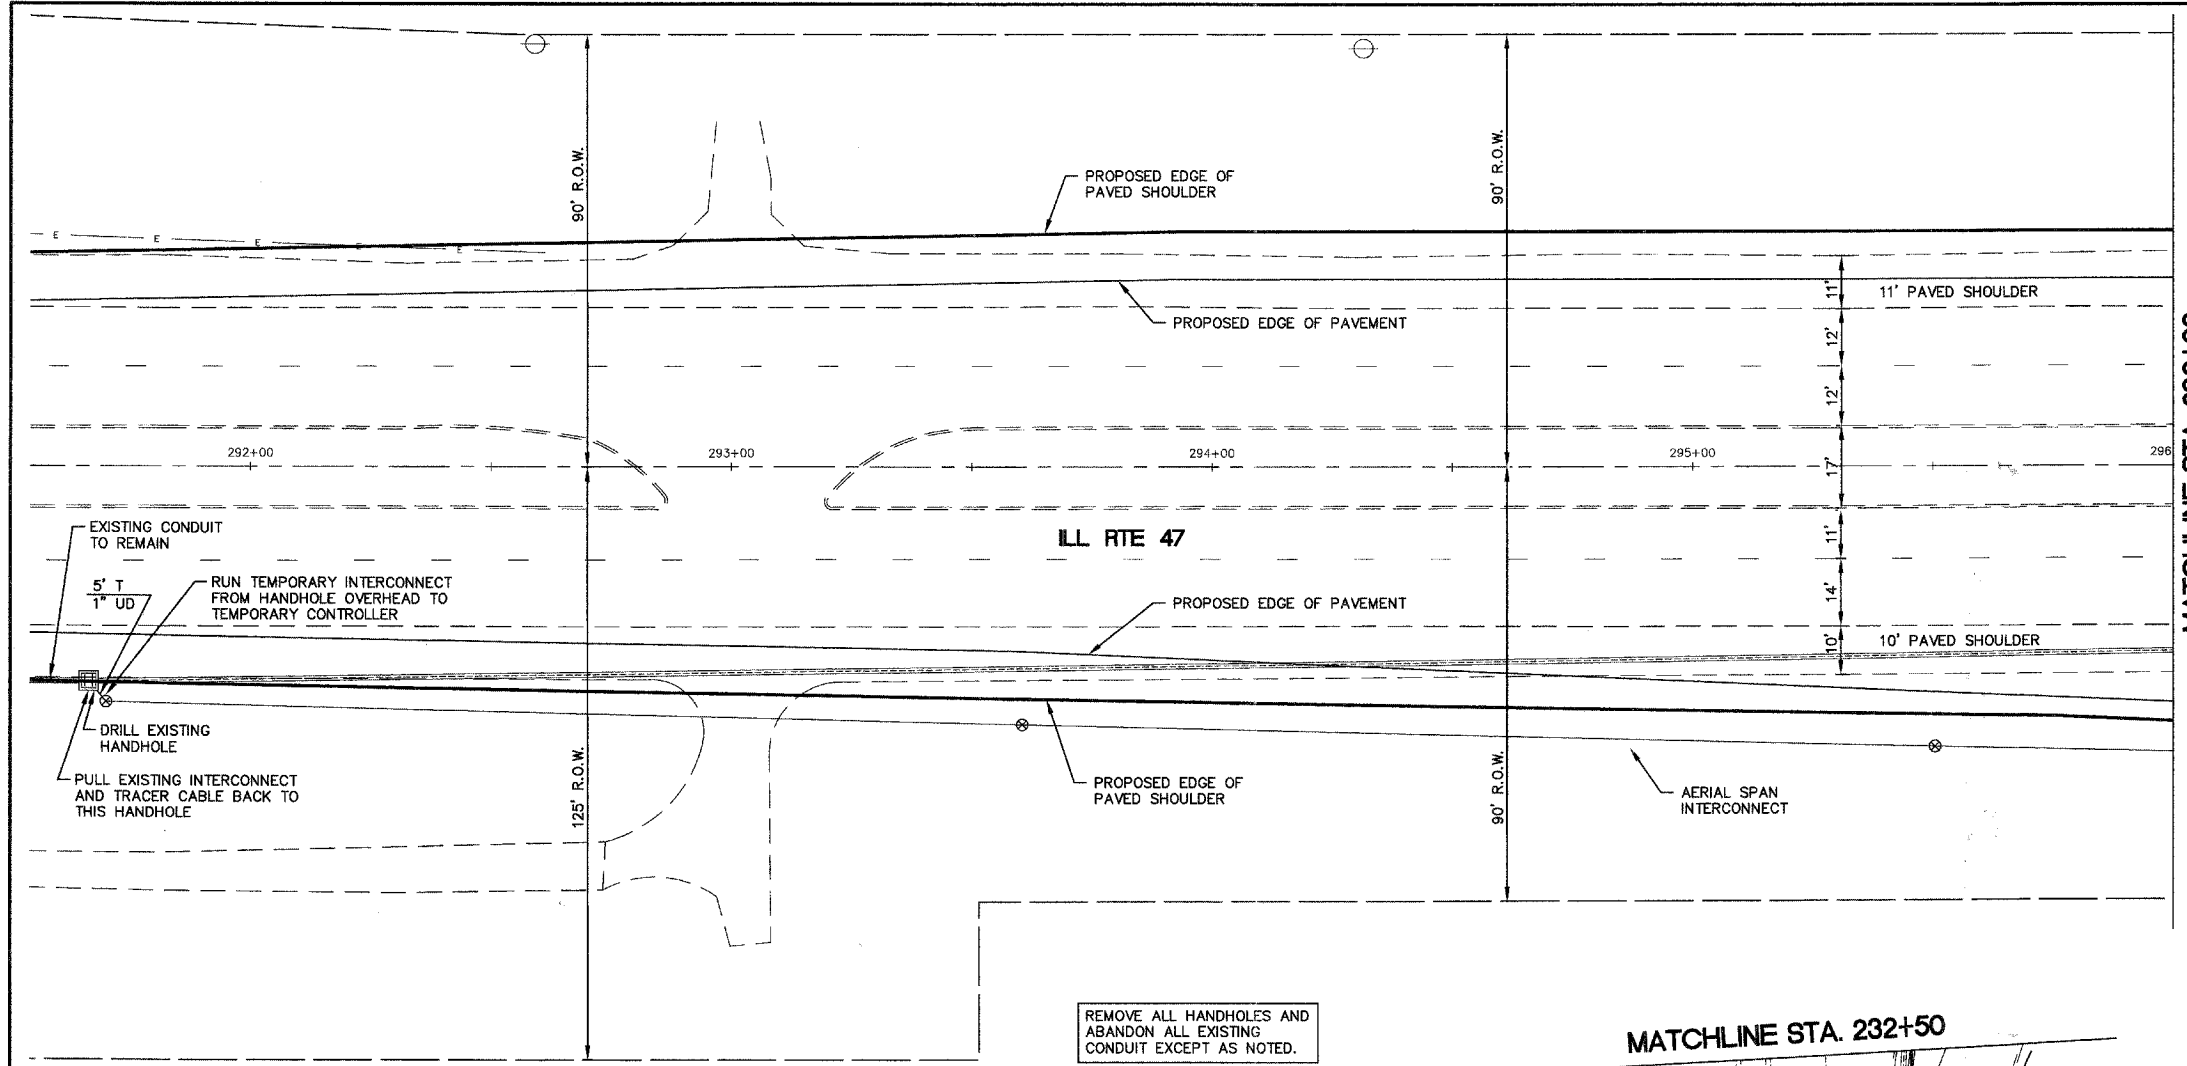 90' R.O.W.
90' R.O.W.
PROPOSED EDGE OF
PAVED SHOULDER
E E E E E
11'
11' PAVED SHOULDER
PROPOSED EDGE OF PAVEMENT
12'
12'
292+00 293+00 294+00 295+00 296
17'
EXISTING CONDUIT
TO REMAIN
ILL RTE 47
11'
5' T
1" UD
RUN TEMPORARY INTERCONNECT
FROM HANDHOLE OVERHEAD TO
TEMPORARY CONTROLLER
14'
PROPOSED EDGE OF PAVEMENT
10'
10' PAVED SHOULDER
DRILL EXISTING
HANDHOLE
PULL EXISTING INTERCONNECT
AND TRACER CABLE BACK TO
THIS HANDHOLE
125' R.O.W.
PROPOSED EDGE OF
PAVED SHOULDER
90' R.O.W.
AERIAL SPAN
INTERCONNECT
REMOVE ALL HANDHOLES AND
ABANDON ALL EXISTING
CONDUIT EXCEPT AS NOTED.
MATCHLINE STA. 232+50